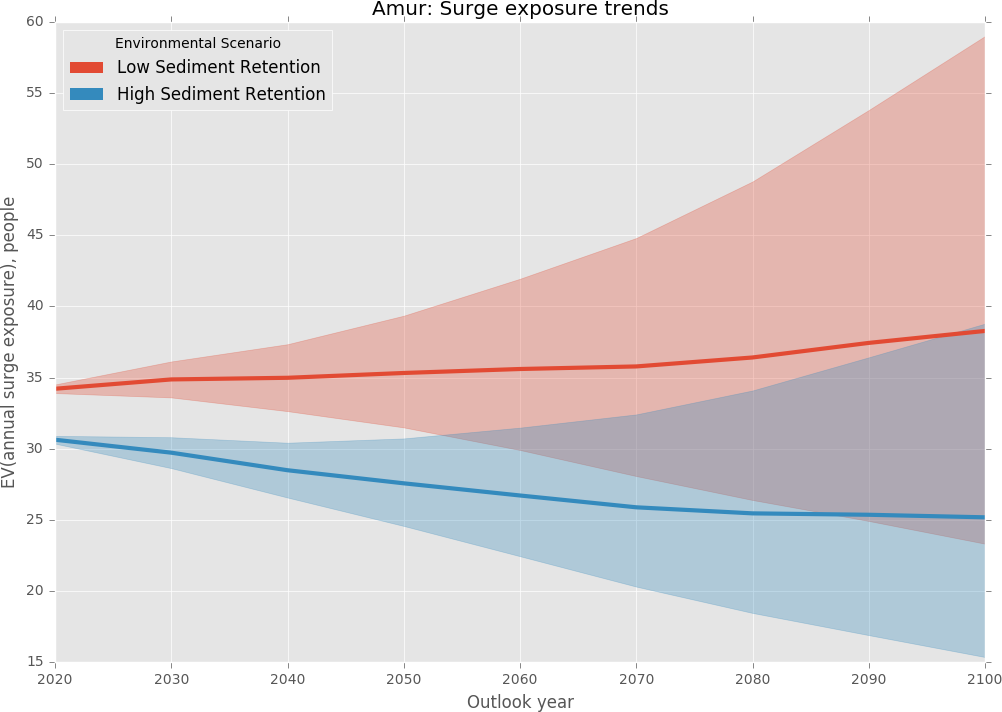 Amur: Surge exposure trends
Environmental Scenario
Low Sediment Retention
High Sediment Retention
EV(annual surge exposure), people
60
55
50
45
40
35
30
25
20
15
2020 2030 2040 2050 2060 2070 2080 2090 2100
Outlook year